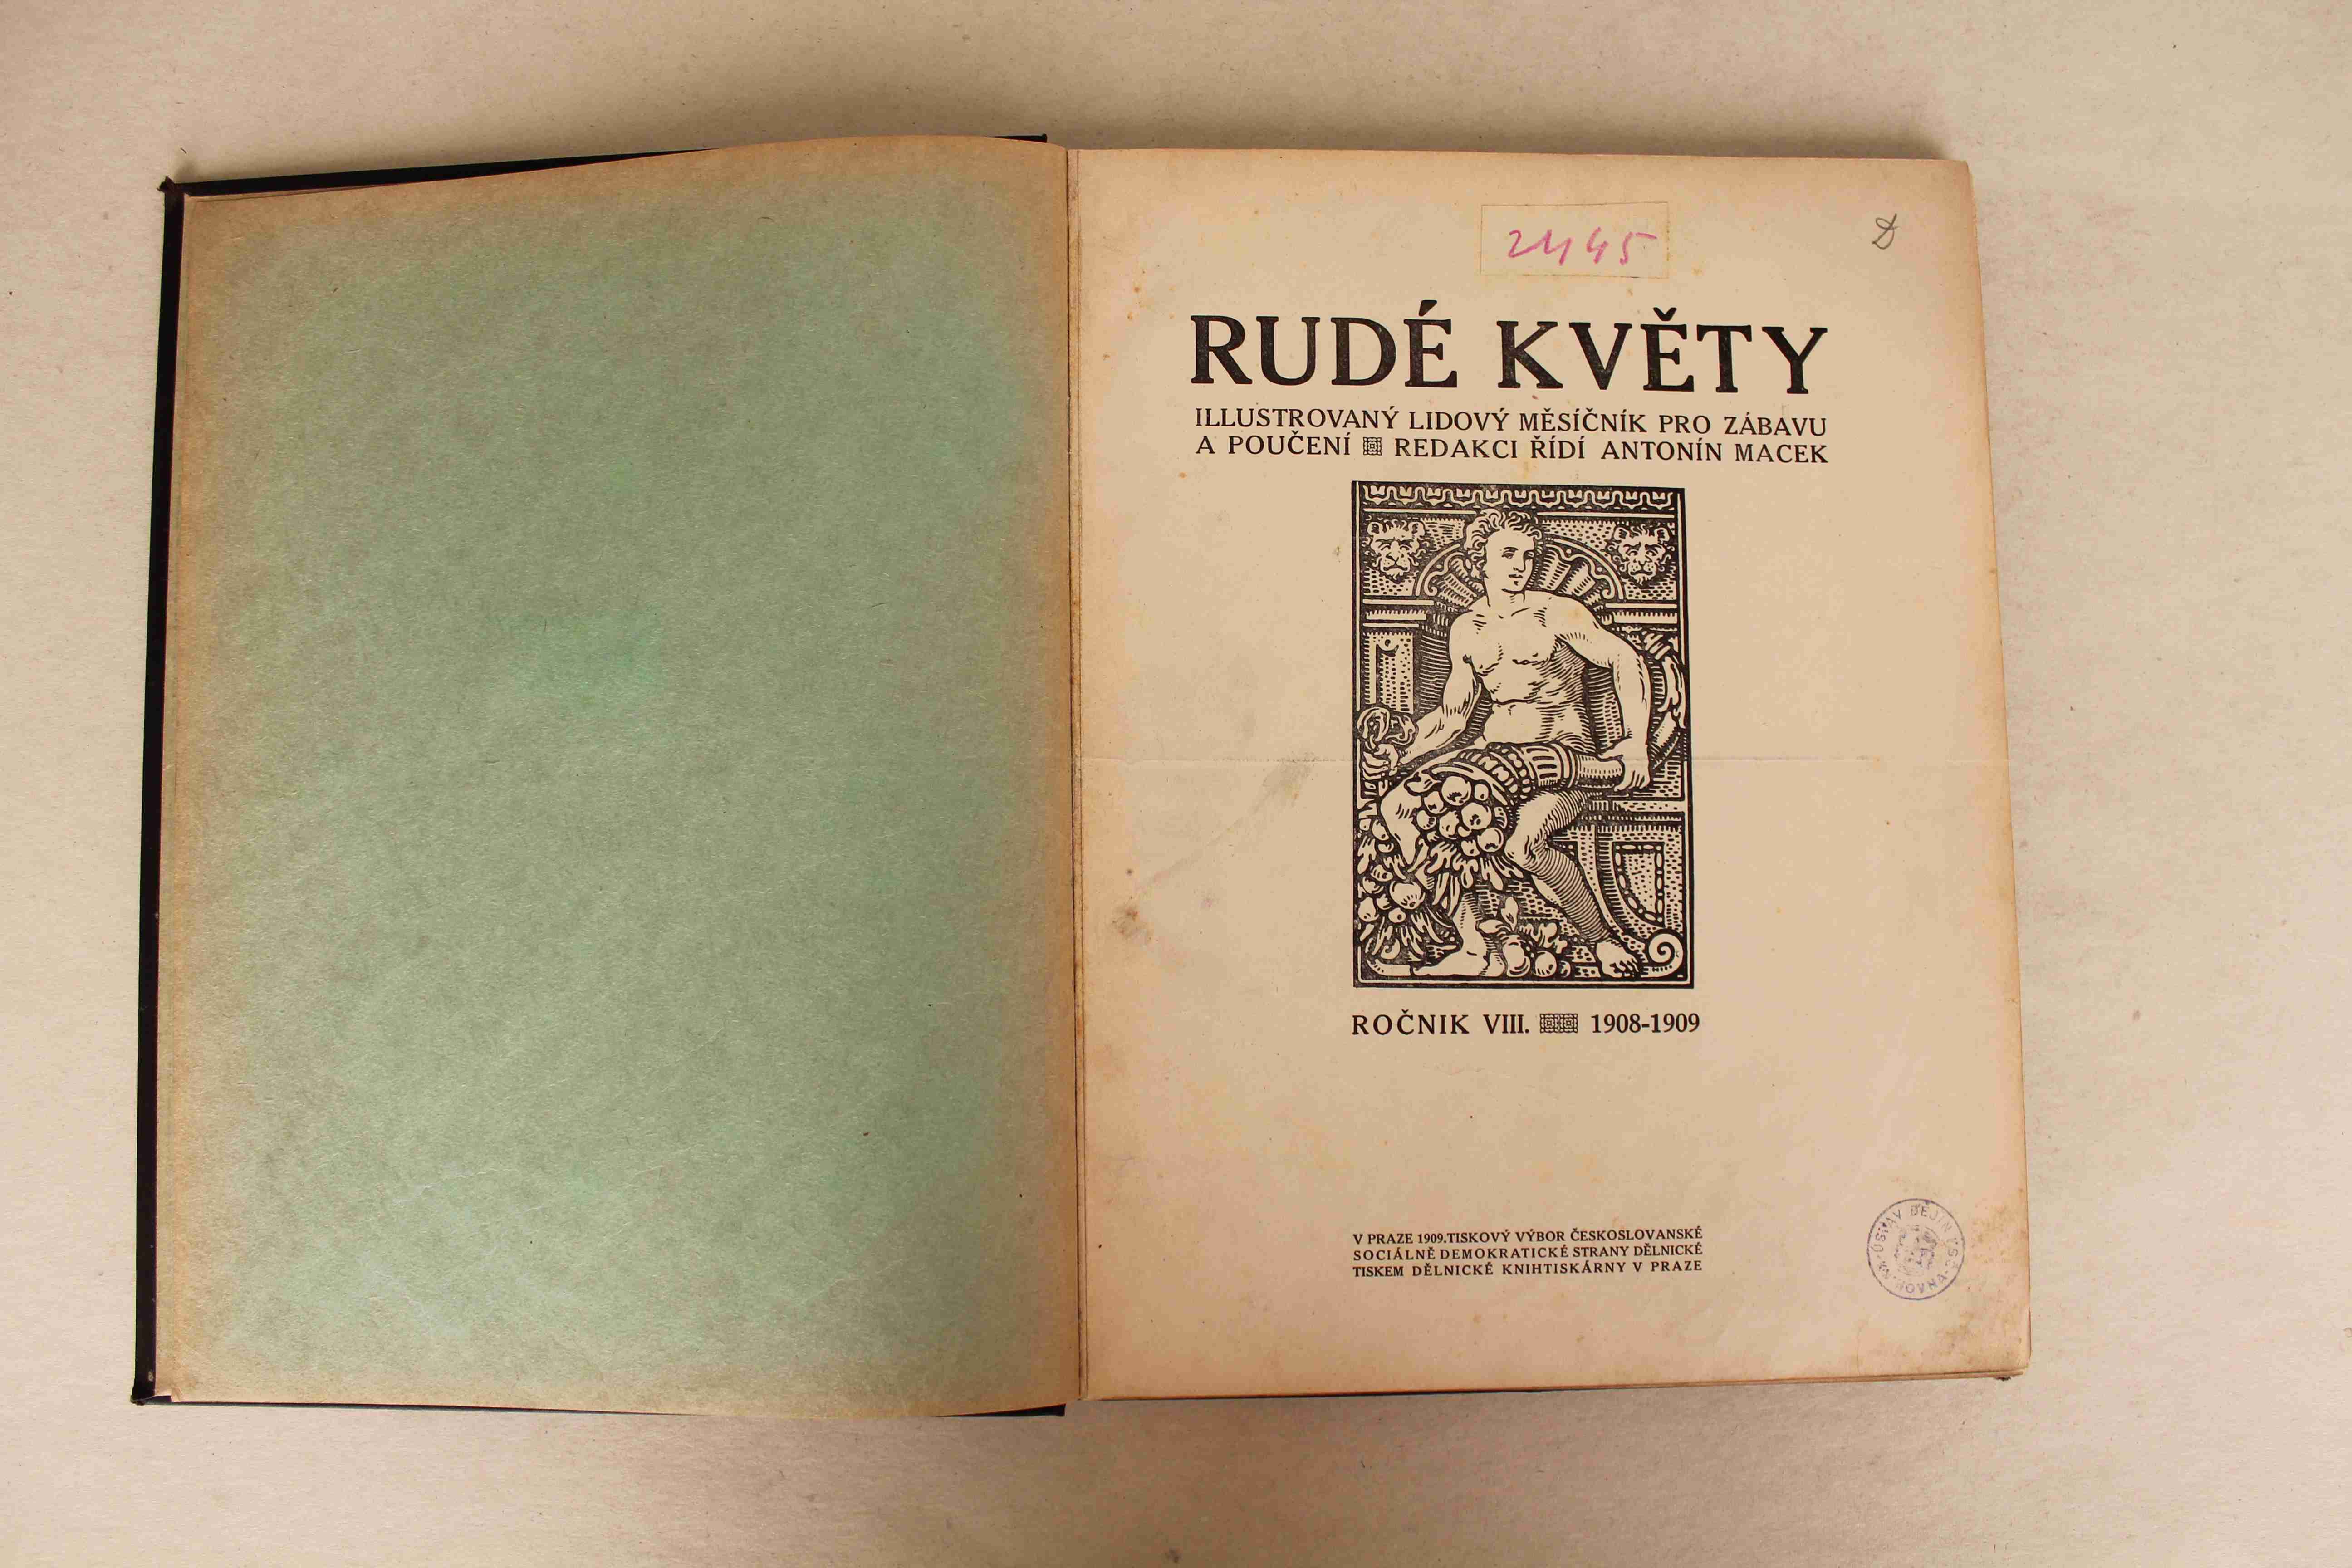 2445
RUDÉ KVĚTY
ILLUSTROVANÝ LIDOVÝ MĚSÍČNÍK PRO ZÁBAVU
A POUČENÍ REDAKCI ŘÍDÍ ANTONÍN MACEK
ROČNIK VIII. 1908-1909
V PRAZE 1909. TISKOVÝ VÝBOR ČESKOSLOVANSKÉ
SOCIÁLNĚ DEMOKRATICKÉ STRANY DĚLNICKÉ
TISKEM DĚLNICKÉ KNIHTISKÁRNY V PRAZE